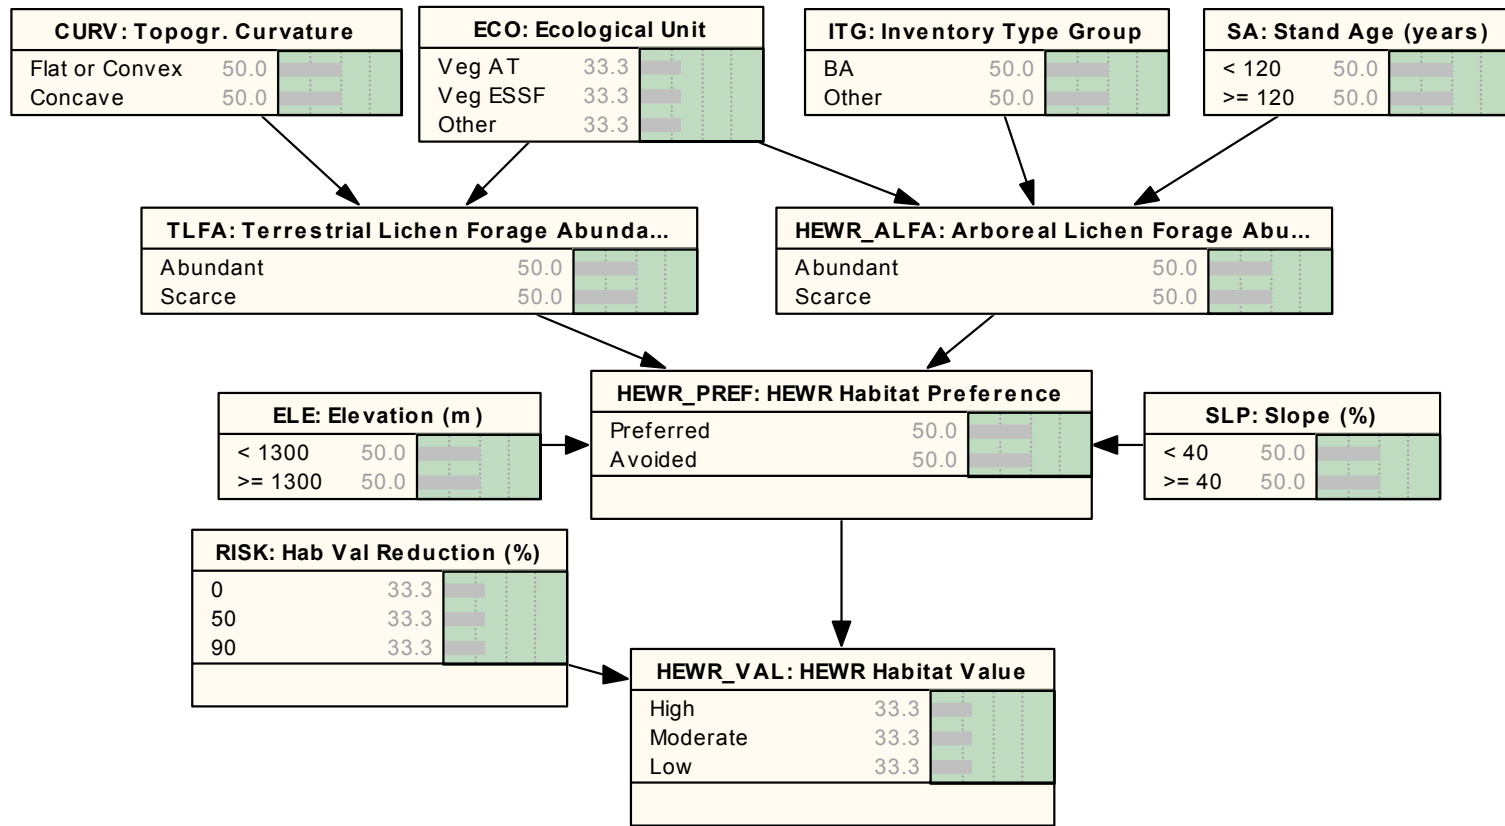 CURV: Topogr. Curvature
Flat or Convex 50.0
Concave 50.0
ECO: Ecological Unit
Veg AT 33.3
Veg ESSF 33.3
Other 33.3
ITG: Inventory Type Group
BA 50.0
Other 50.0
SA: Stand Age (years)
< 120 50.0
>= 120 50.0
TLFA: Terrestrial Lichen Forage Abunda...
Abundant 50.0
Scarce 50.0
HEWR_ALFA: Arboreal Lichen Forage Abu...
Abundant 50.0
Scarce 50.0
ELE: Elevation (m)
< 1300 50.0
>= 1300 50.0
HEWR_PREF: HEWR Habitat Preference
Preferred 50.0
Avoided 50.0
SLP: Slope (%)
< 40 50.0
>= 40 50.0
RISK: Hab Val Reduction (%)
0 33.3
50 33.3
90 33.3
HEWR_VAL: HEWR Habitat Value
High 33.3
Moderate 33.3
Low 33.3